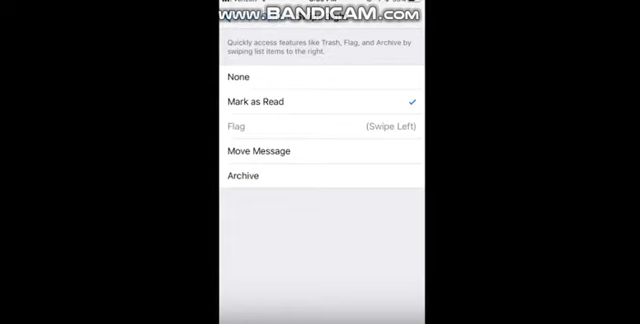 www.BANDICAM.com
Quickly access features like Trash, Flag, and Archive by
swiping list items to the right.
None
Mark as Read
Flag (Swipe Left)
Move Message
Archive